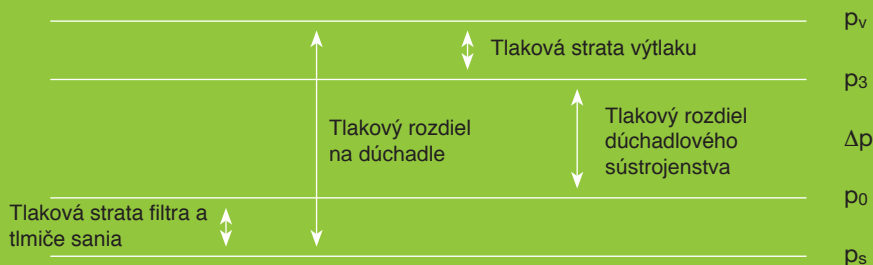 pv
Tlaková strata výtlaku
p3
Tlakový rozdiel
na dúchadle
Tlakový rozdiel
dúchadlového
sústrojenstva
Δp
p0
Tlaková strata filtra a
tlmiče sania
ps